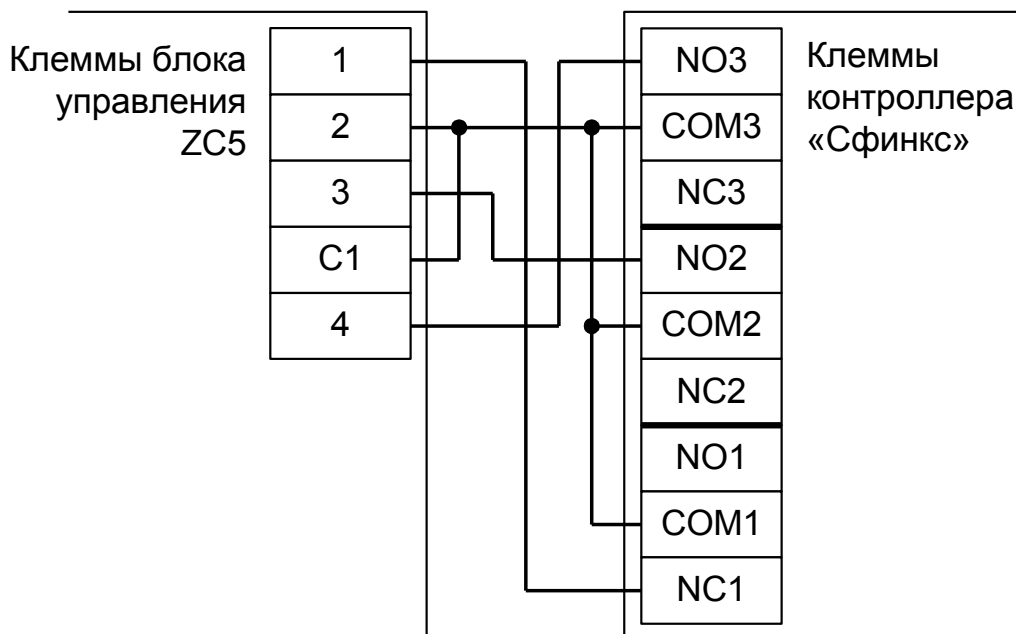 Клеммы блока
управления
ZC5
1
2
3
C1
4
NO3
COM3
NC3
NO2
COM2
NC2
NO1
COM1
NC1
Клеммы
контроллера
«Сфинкс»